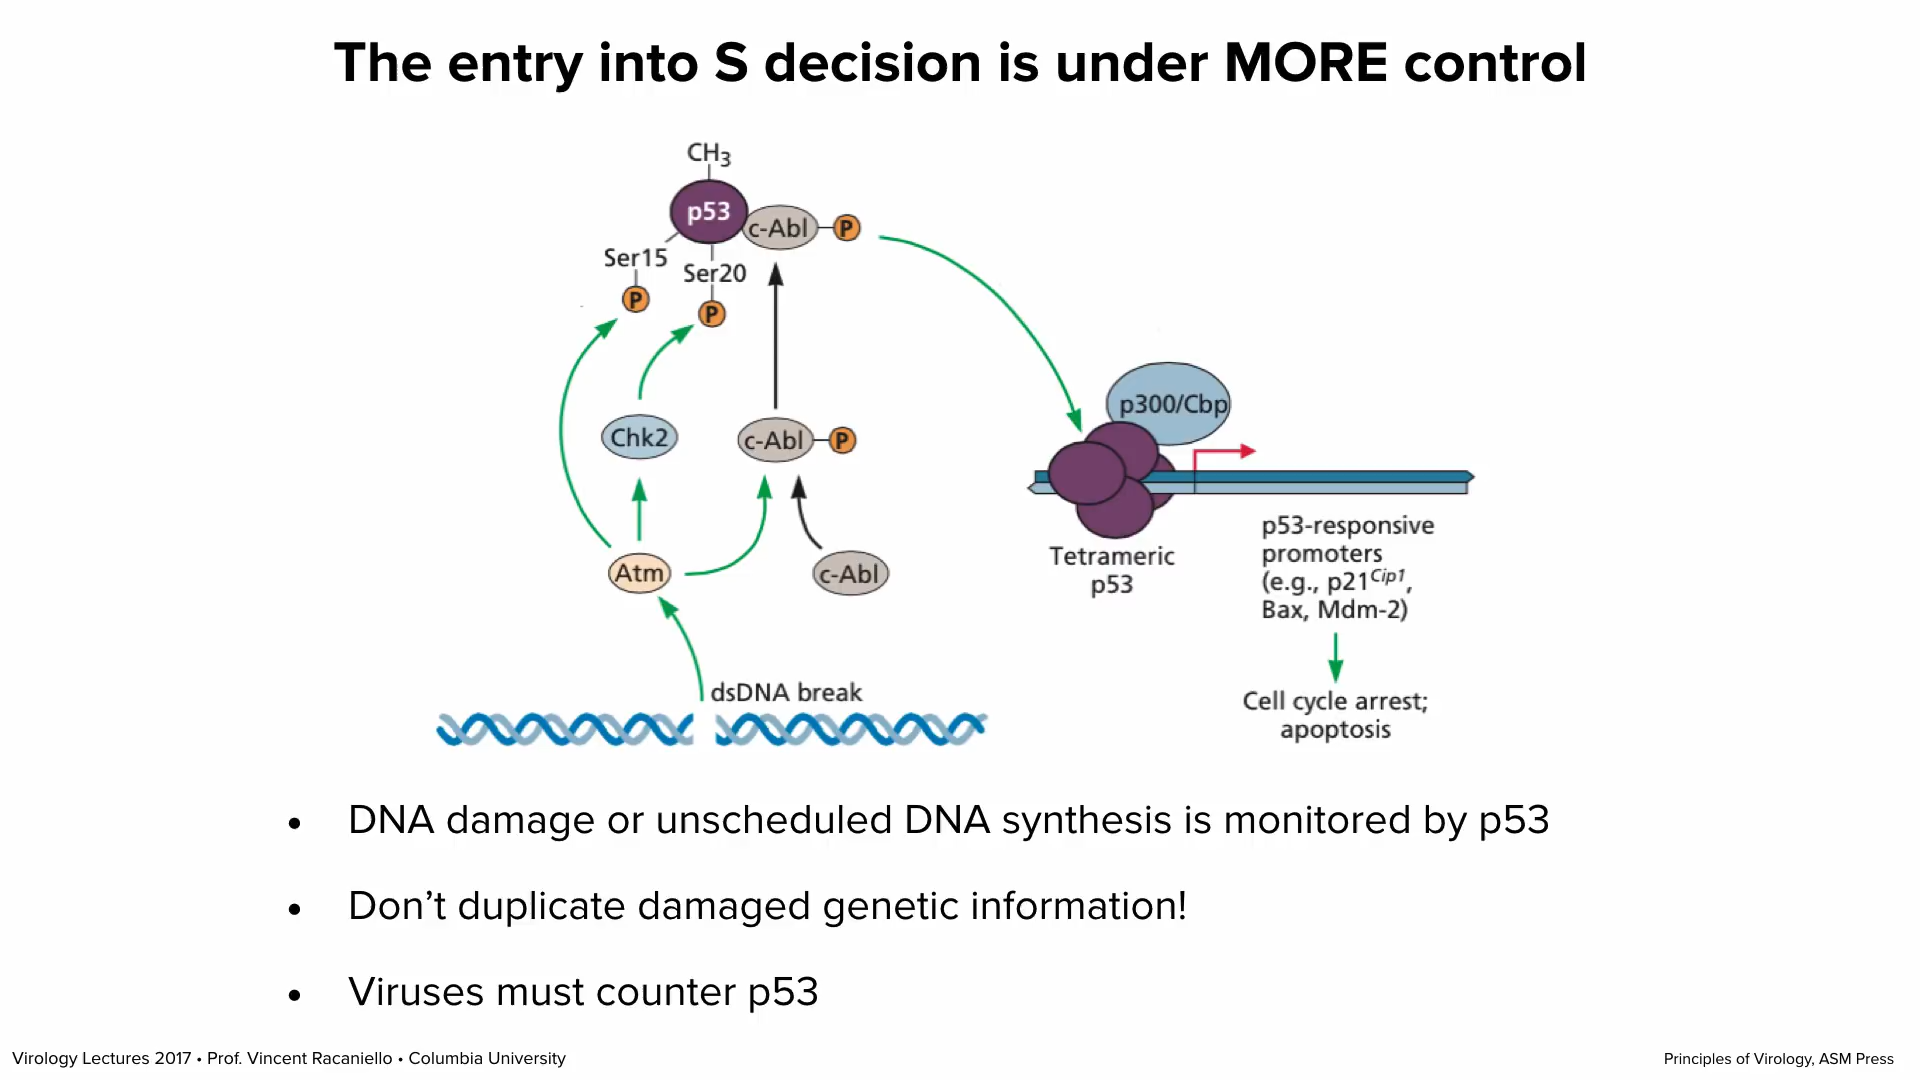 The entry into S decision is under MORE control
CH3
p53
c-Abl
P
Ser15
Ser20
P
P
p300/Cbp
Chk2
c-Abl
P
Atm
c-Abl
Tetrameric
p53
p53-responsive
promoters
(e.g., p21Cip1,
Bax, Mdm-2)
dsDNA break
Cell cycle arrest;
apoptosis
• DNA damage or unscheduled DNA synthesis is monitored by p53
• Don’t duplicate damaged genetic information!
• Viruses must counter p53
Virology Lectures 2017 • Prof. Vincent Racaniello • Columbia University
Principles of Virology, ASM Press